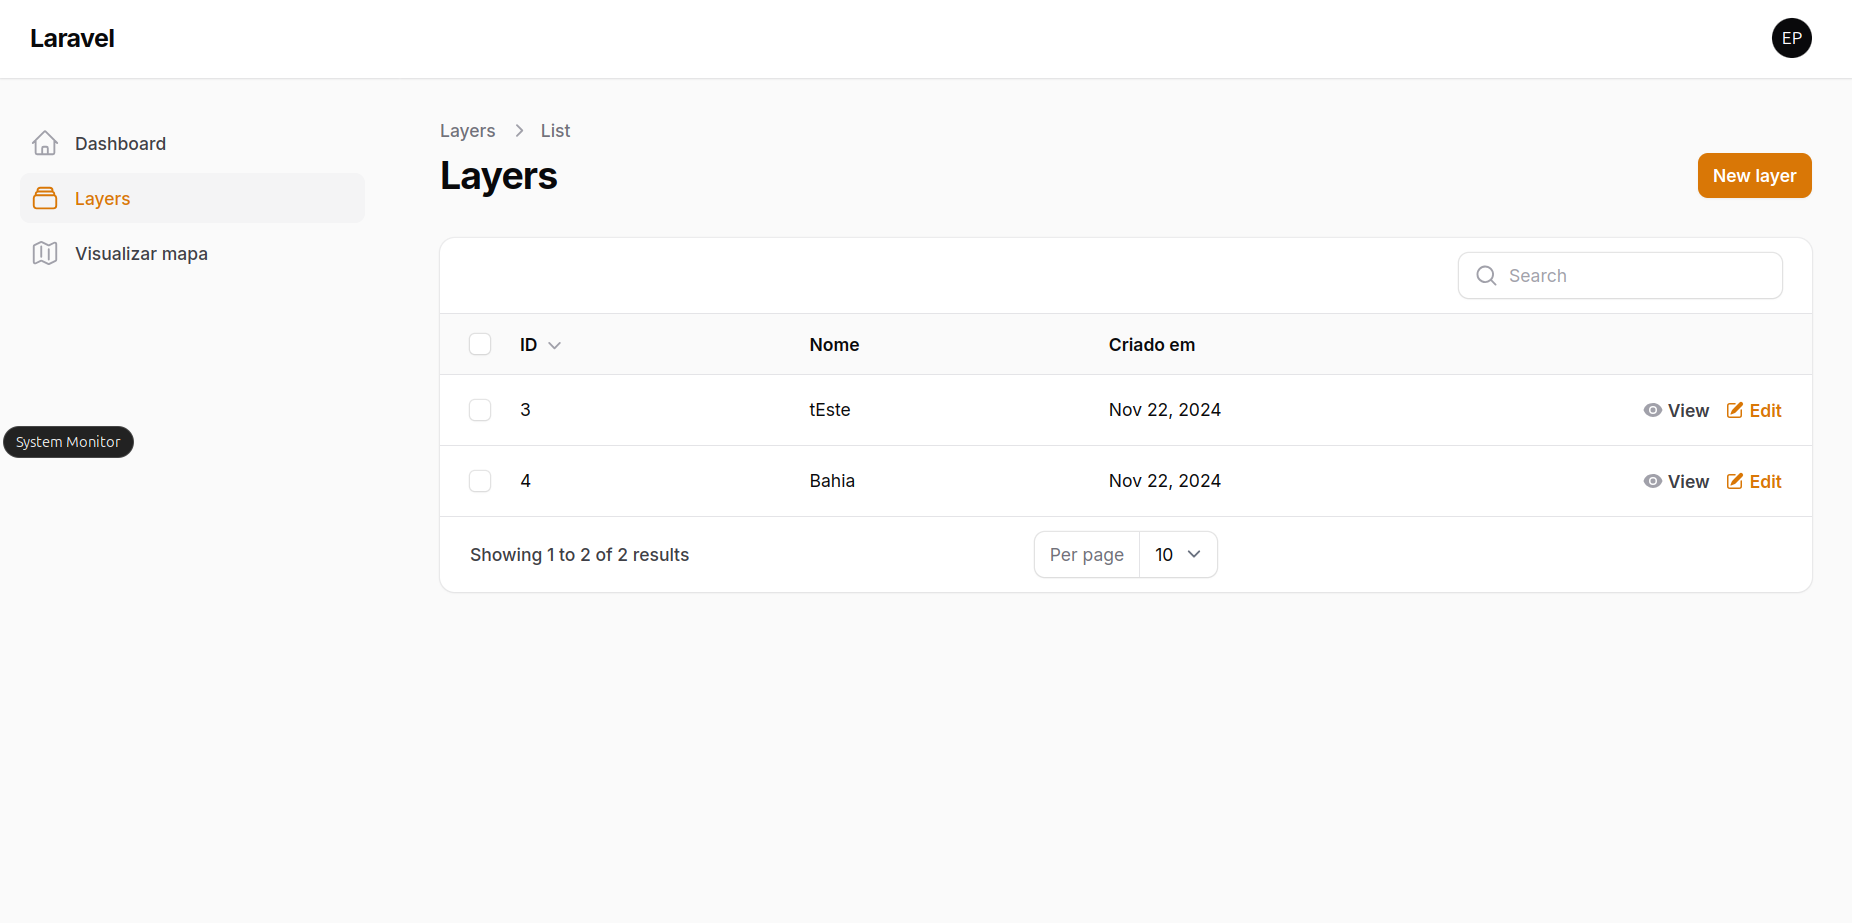 Laravel
EP
Dashboard
Layers
Visualizar mapa
System Monitor
Layers > List
Layers
New layer
Search
ID Nome Criado em
3 tEste Nov 22, 2024 View Edit
4 Bahia Nov 22, 2024 View Edit
Showing 1 to 2 of 2 results Per page 10